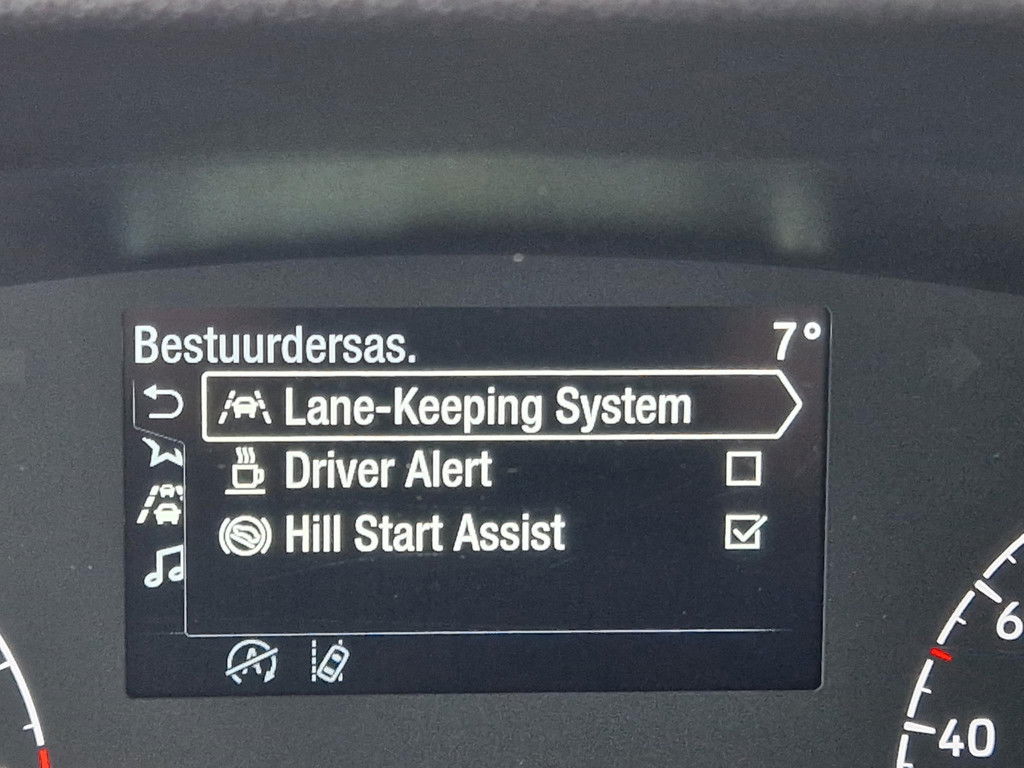 Bestuurdersas. 7°
Lane-Keeping System
Driver Alert
Hill Start Assist
A
6
40